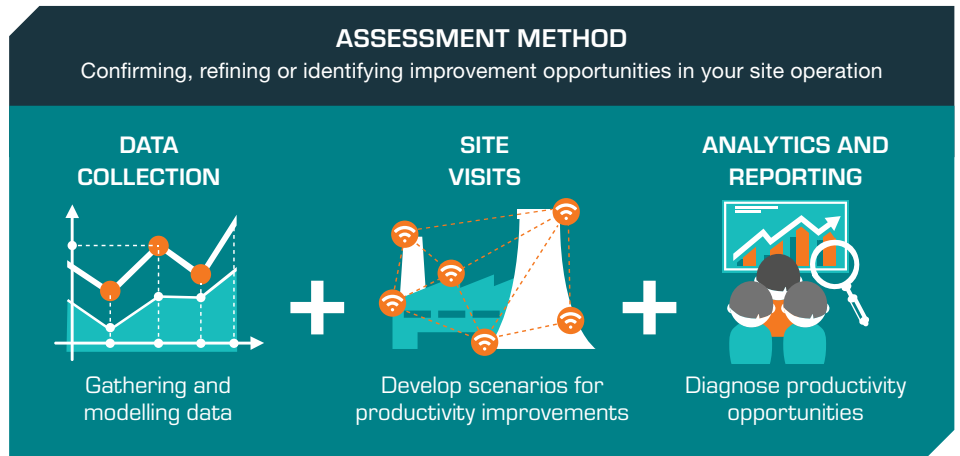 ASSESSMENT METHOD
Confirming, refining or identifying improvement opportunities in your site operation
DATA
COLLECTION
Gathering and
modelling data
SITE
VISITS
Develop scenarios for
productivity improvements
ANALYTICS AND
REPORTING
Diagnose productivity
opportunities